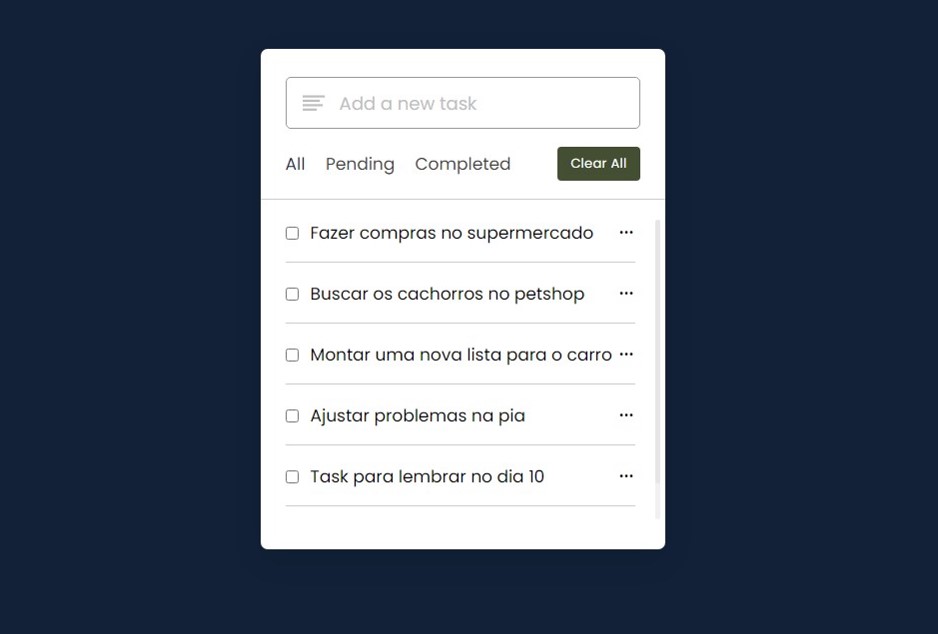 Add a new task
All Pending Completed Clear All
Fazer compras no supermercado
Buscar os cachorros no petshop
Montar uma nova lista para o carro
Ajustar problemas na pia
Task para lembrar no dia 10